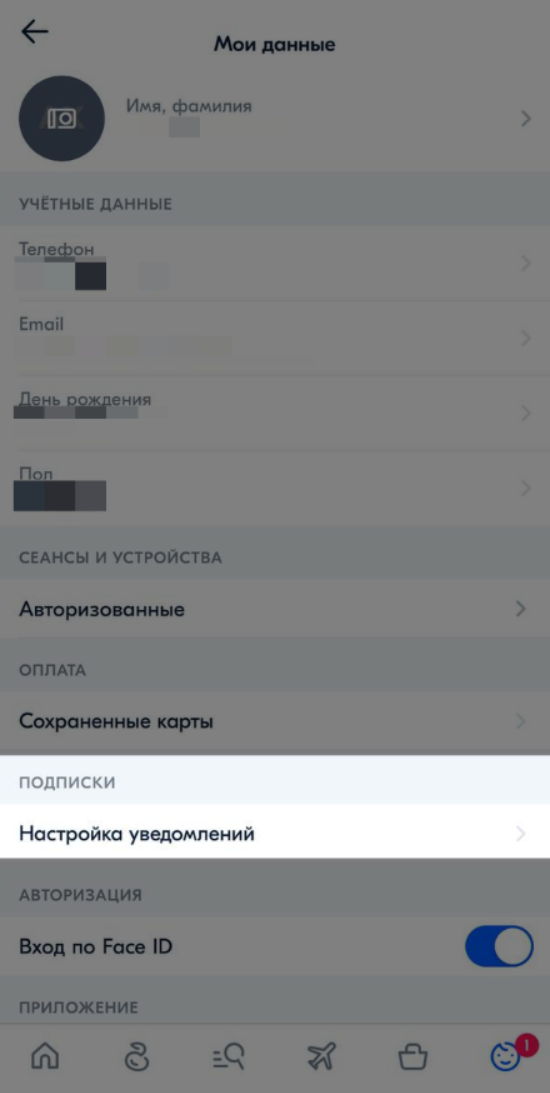 Мои данные
Имя, фамилия
УЧЁТНЫЕ ДАННЫЕ
Телефон
Email
День рождения
Пол
СЕАНСЫ И УСТРОЙСТВА
Авторизованные
ОПЛАТА
Сохраненные карты
ПОДПИСКИ
Настройка уведомлений
АВТОРИЗАЦИЯ
Вход по Face ID
ПРИЛОЖЕНИЕ
1